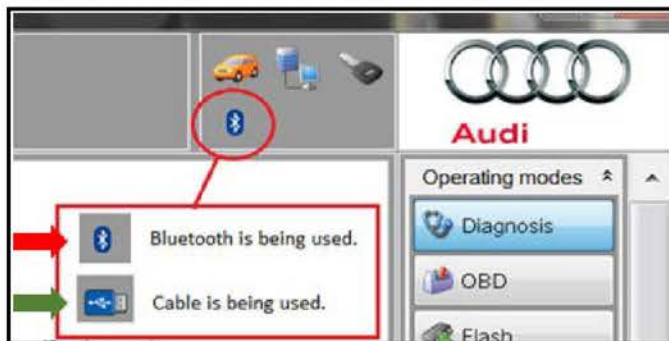 Audi
Operating modes
Diagnosis
OBD
Flash
Bluetooth is being used.
Cable is being used.